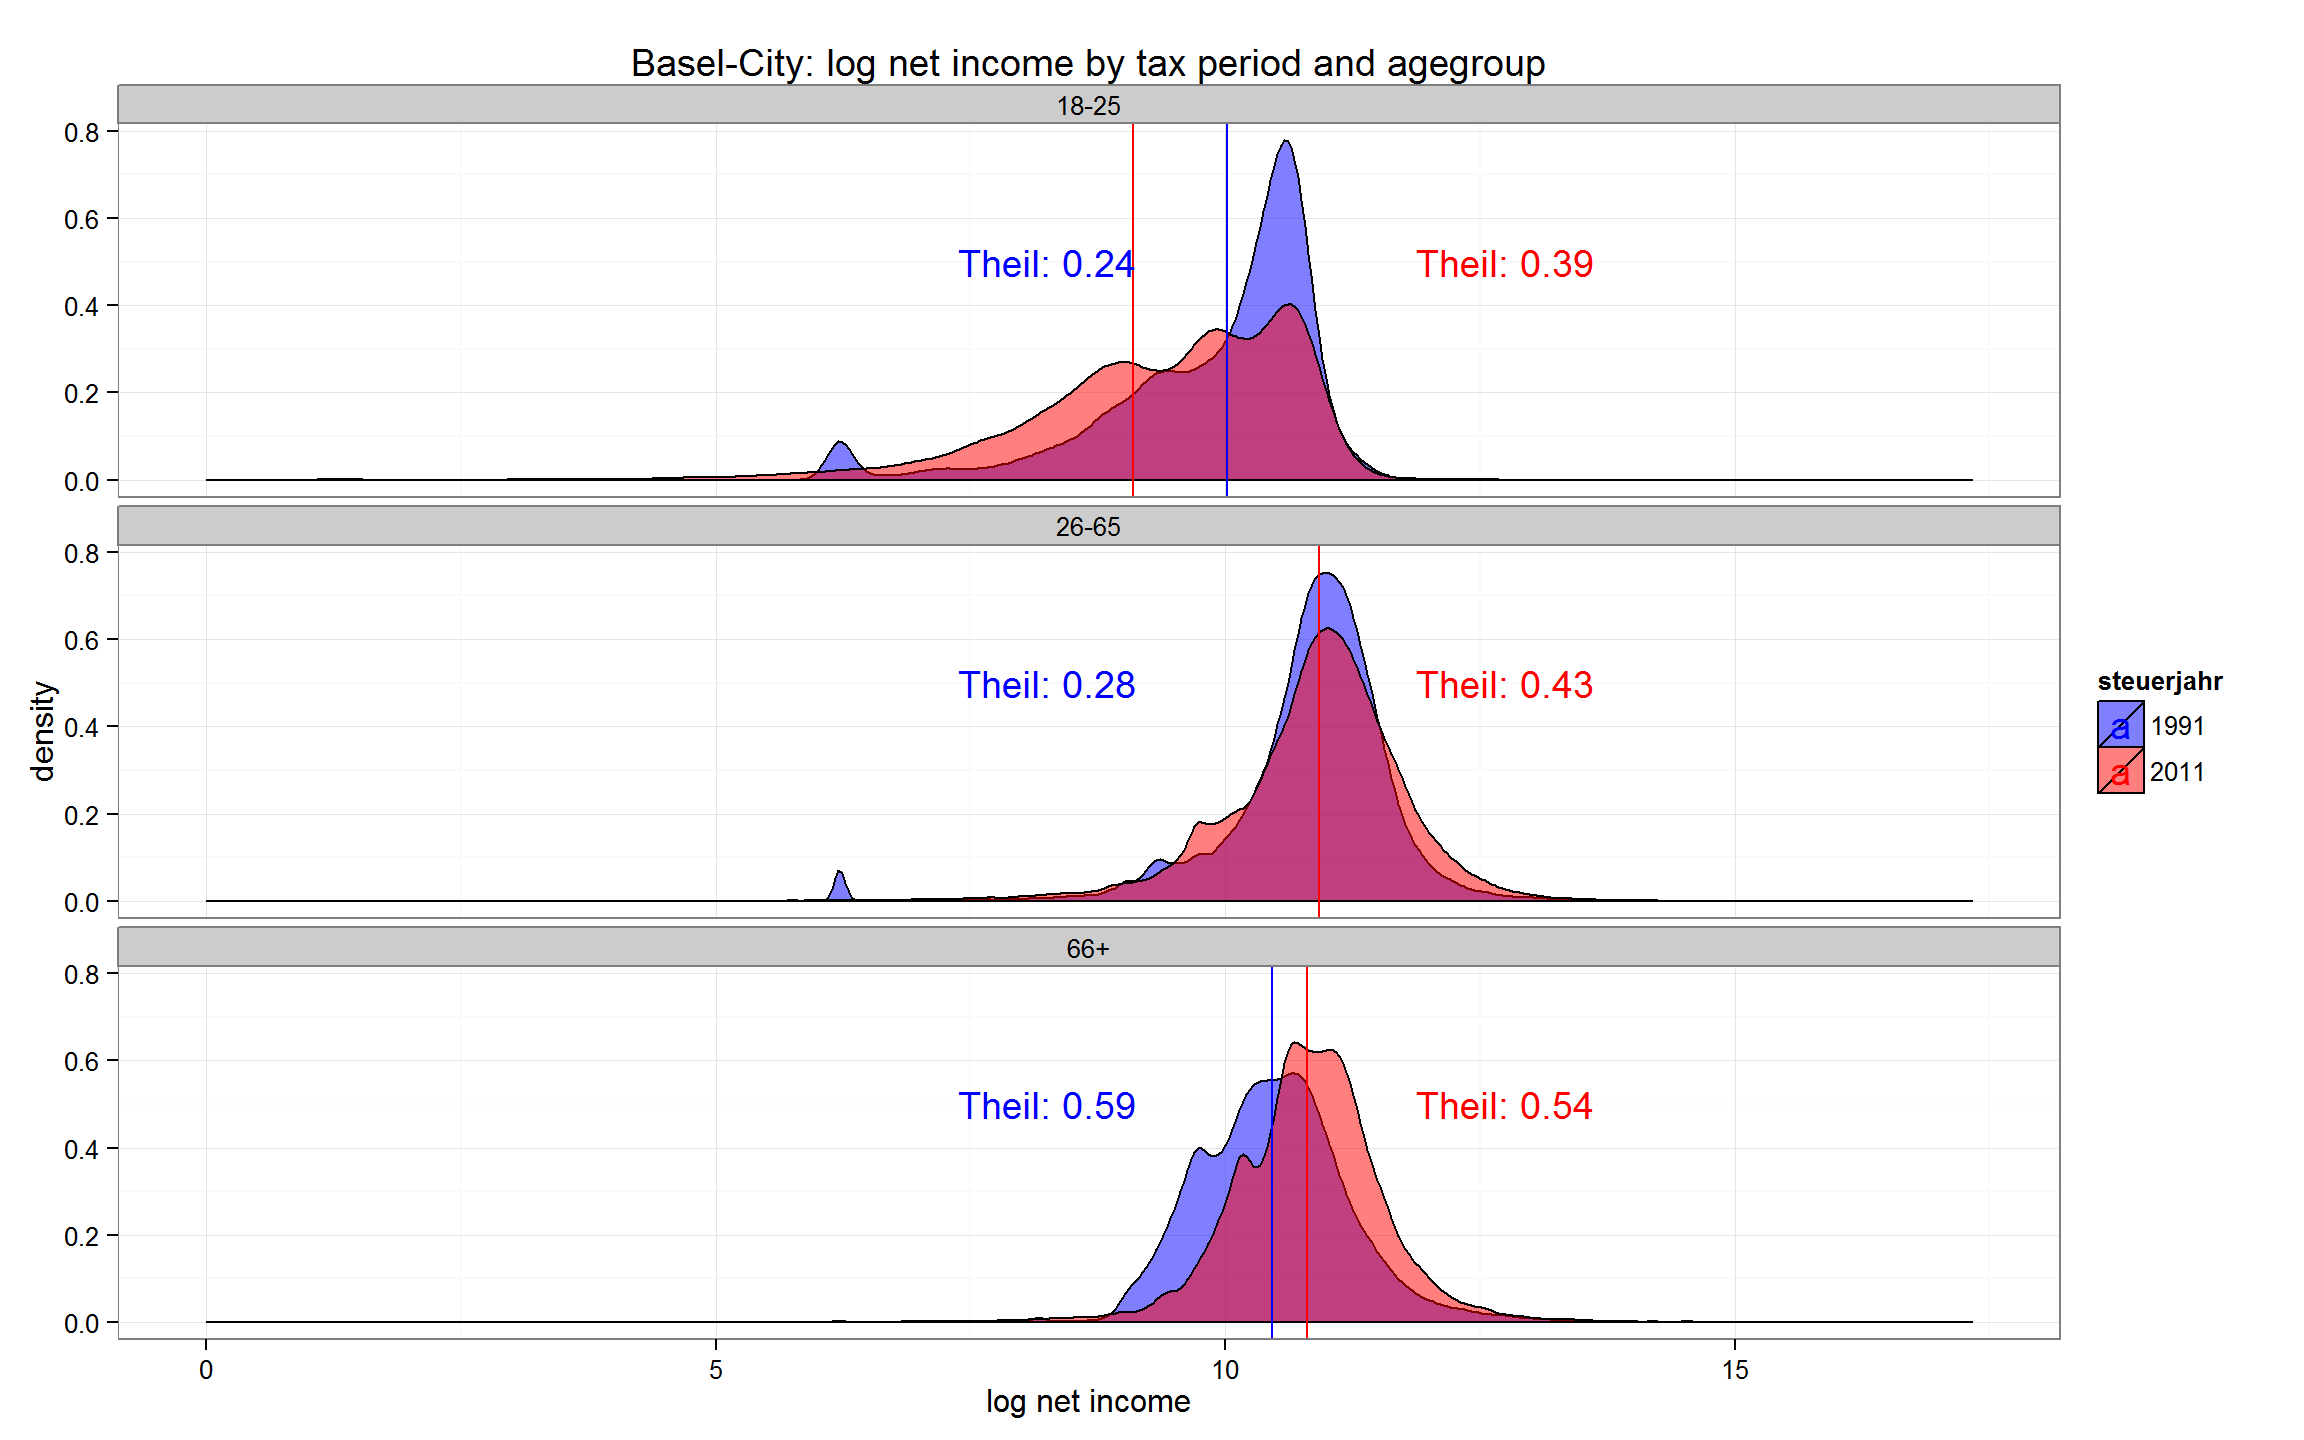 Basel-City: log net income by tax period and agegroup
18-25
0.8
0.6
0.4
0.2
0.0
Theil: 0.24
Theil: 0.39
26-65
0.8
0.6
0.4
0.2
0.0
Theil: 0.28
Theil: 0.43
66+
0.8
0.6
0.4
0.2
0.0
Theil: 0.59
Theil: 0.54
density
0
5
10
15
log net income
steuerjahr
a 1991
a 2011